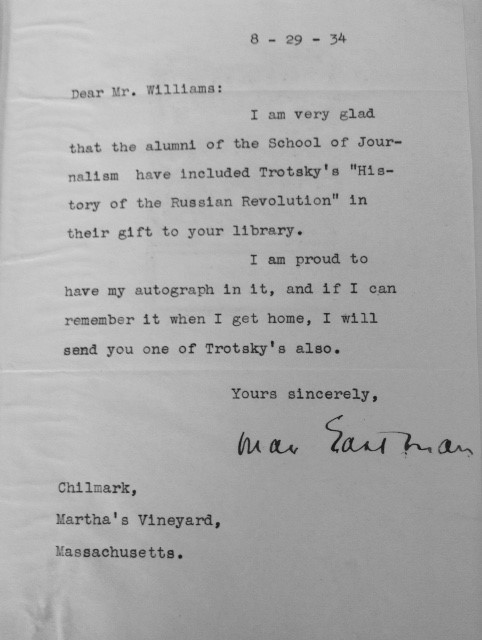 8 - 29 - 34
Dear Mr. Williams:
I am very glad
that the alumni of the School of Jour-
nalism have included Trotsky's "His-
tory of the Russian Revolution" in
their gift to your library.
I am proud to
have my autograph in it, and if I can
remember it when I get home, I will
send you one of Trotsky's also.
Yours sincerely,
Max Eastman
Chilmark,
Martha's Vineyard,
Massachusetts.